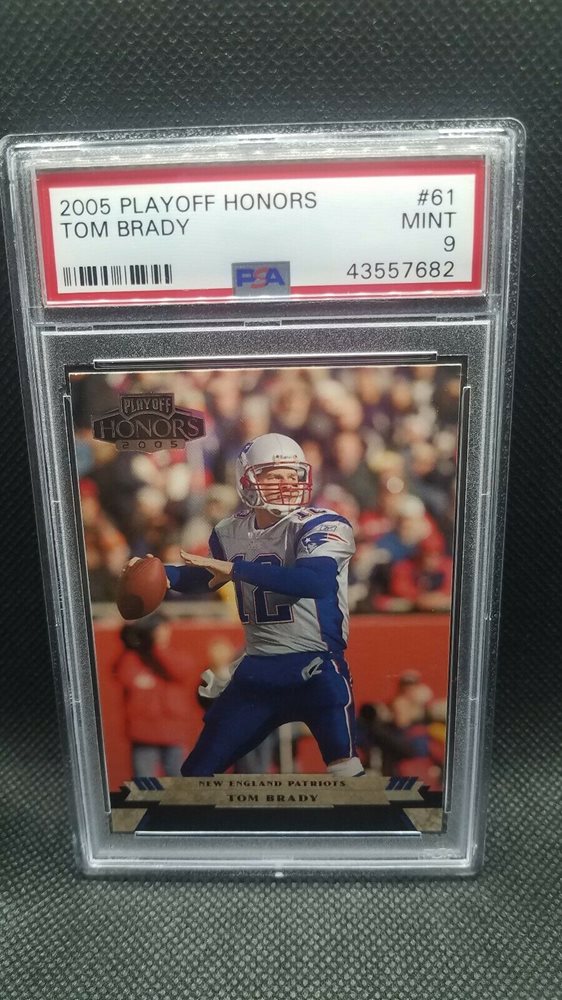 2005 PLAYOFF HONORS #61
TOM BRADY MINT
9
PSA 43557682
PLAYOFF
HONORS
2005
12
NEW ENGLAND PATRIOTS
TOM BRADY